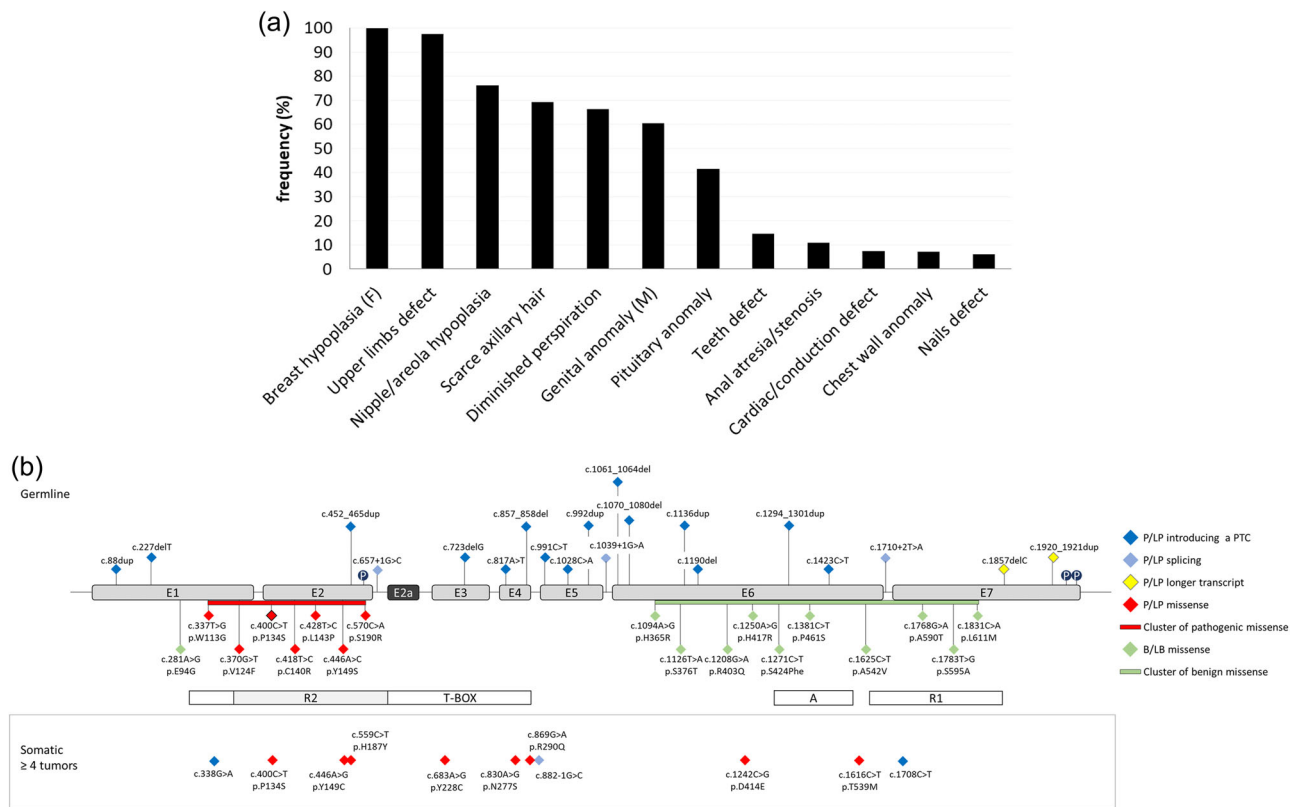 (a)
frequency (%)
100
90
80
70
60
50
40
30
20
10
0
Breast hypoplasia (F)
Upper limbs defect
Nipple/areola hypoplasia
Scarce axillary hair
Diminished perspiration
Genital anomaly (M)
Pituitary anomaly
Teeth defect
Anal atresia/stenosis
Cardiac/conduction defect
Chest wall anomaly
Nails defect
(b)
Germline
c.1061_1064del
c.1070_1080del
c.452_465dup
c.857_858del
c.992dup
c.1136dup
c.1294_1301dup
c.88dup
c.227delT
c.657+1G>C
c.723delG
c.817A>T
c.991C>T
c.1028C>A
c.1039+1G>A
c.1190del
c.1423C>T
c.1710+2T>A
c.1857delC
c.1920_1921dup
P
P P
E1
E2
E2a
E3
E4
E5
E6
E7
c.337T>G
p.W113G
c.400C>T
p.P134S
c.428T>C
p.L143P
c.570C>A
p.S190R
c.281A>G
p.E94G
c.370G>T
p.V124F
c.418T>C
p.C140R
c.446A>C
p.Y149S
c.1094A>G
p.H365R
c.1250A>G
p.H417R
c.1381C>T
p.P461S
c.1768G>A
p.A590T
c.1831C>A
p.L611M
c.1126T>A
p.S376T
c.1208G>A
p.R403Q
c.1271C>T
p.S424Phe
c.1625C>T
p.A542V
c.1783T>G
p.S595A
R2
T-BOX
A
R1
P/LP introducing a PTC
P/LP splicing
P/LP longer transcript
P/LP missense
Cluster of pathogenic missense
B/LB missense
Cluster of benign missense
Somatic
≥ 4 tumors
c.338G>A
c.400C>T
p.P134S
c.446A>G
p.Y149C
c.559C>T
p.H187Y
c.683A>G
p.Y228C
c.830A>G
p.N277S
c.869G>A
p.R290Q
c.882-1G>C
c.1242C>G
p.D414E
c.1616C>T
p.T539M
c.1708C>T